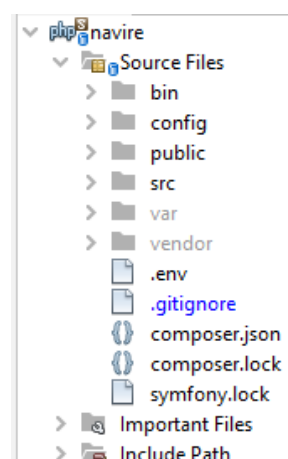 php navire
Source Files
bin
config
public
src
var
vendor
.env
.gitignore
composer.json
composer.lock
symfony.lock
Important Files
Include Path